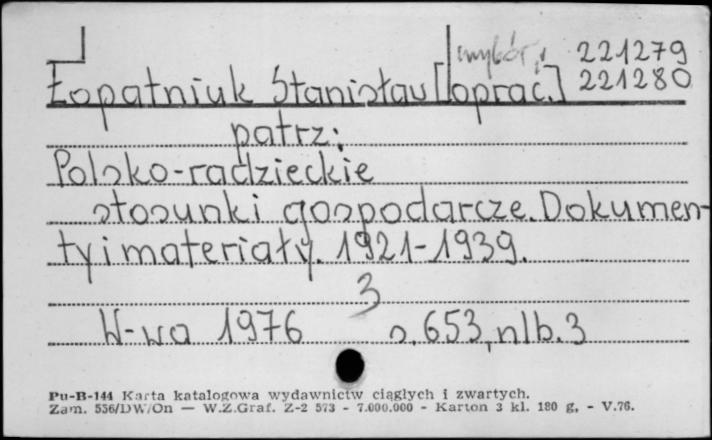 [wybór i 221279
Łopatniuk Stanisław [oprac.] 221280
patrz:
Polsko-radzieckie
stosunki gospodarcze. Dokumen-
ty i materiały. 1921-1939.
3
W-wa 1976 s. 653, nlb. 3
Pu-B-144 Karta katalogowa wydawnictw ciągłych i zwartych.
Zam. 556/DW/On — W.Z.Graf. Z-2 573 - 7.000.000 - Karton 3 kl. 180 g, - V.76.